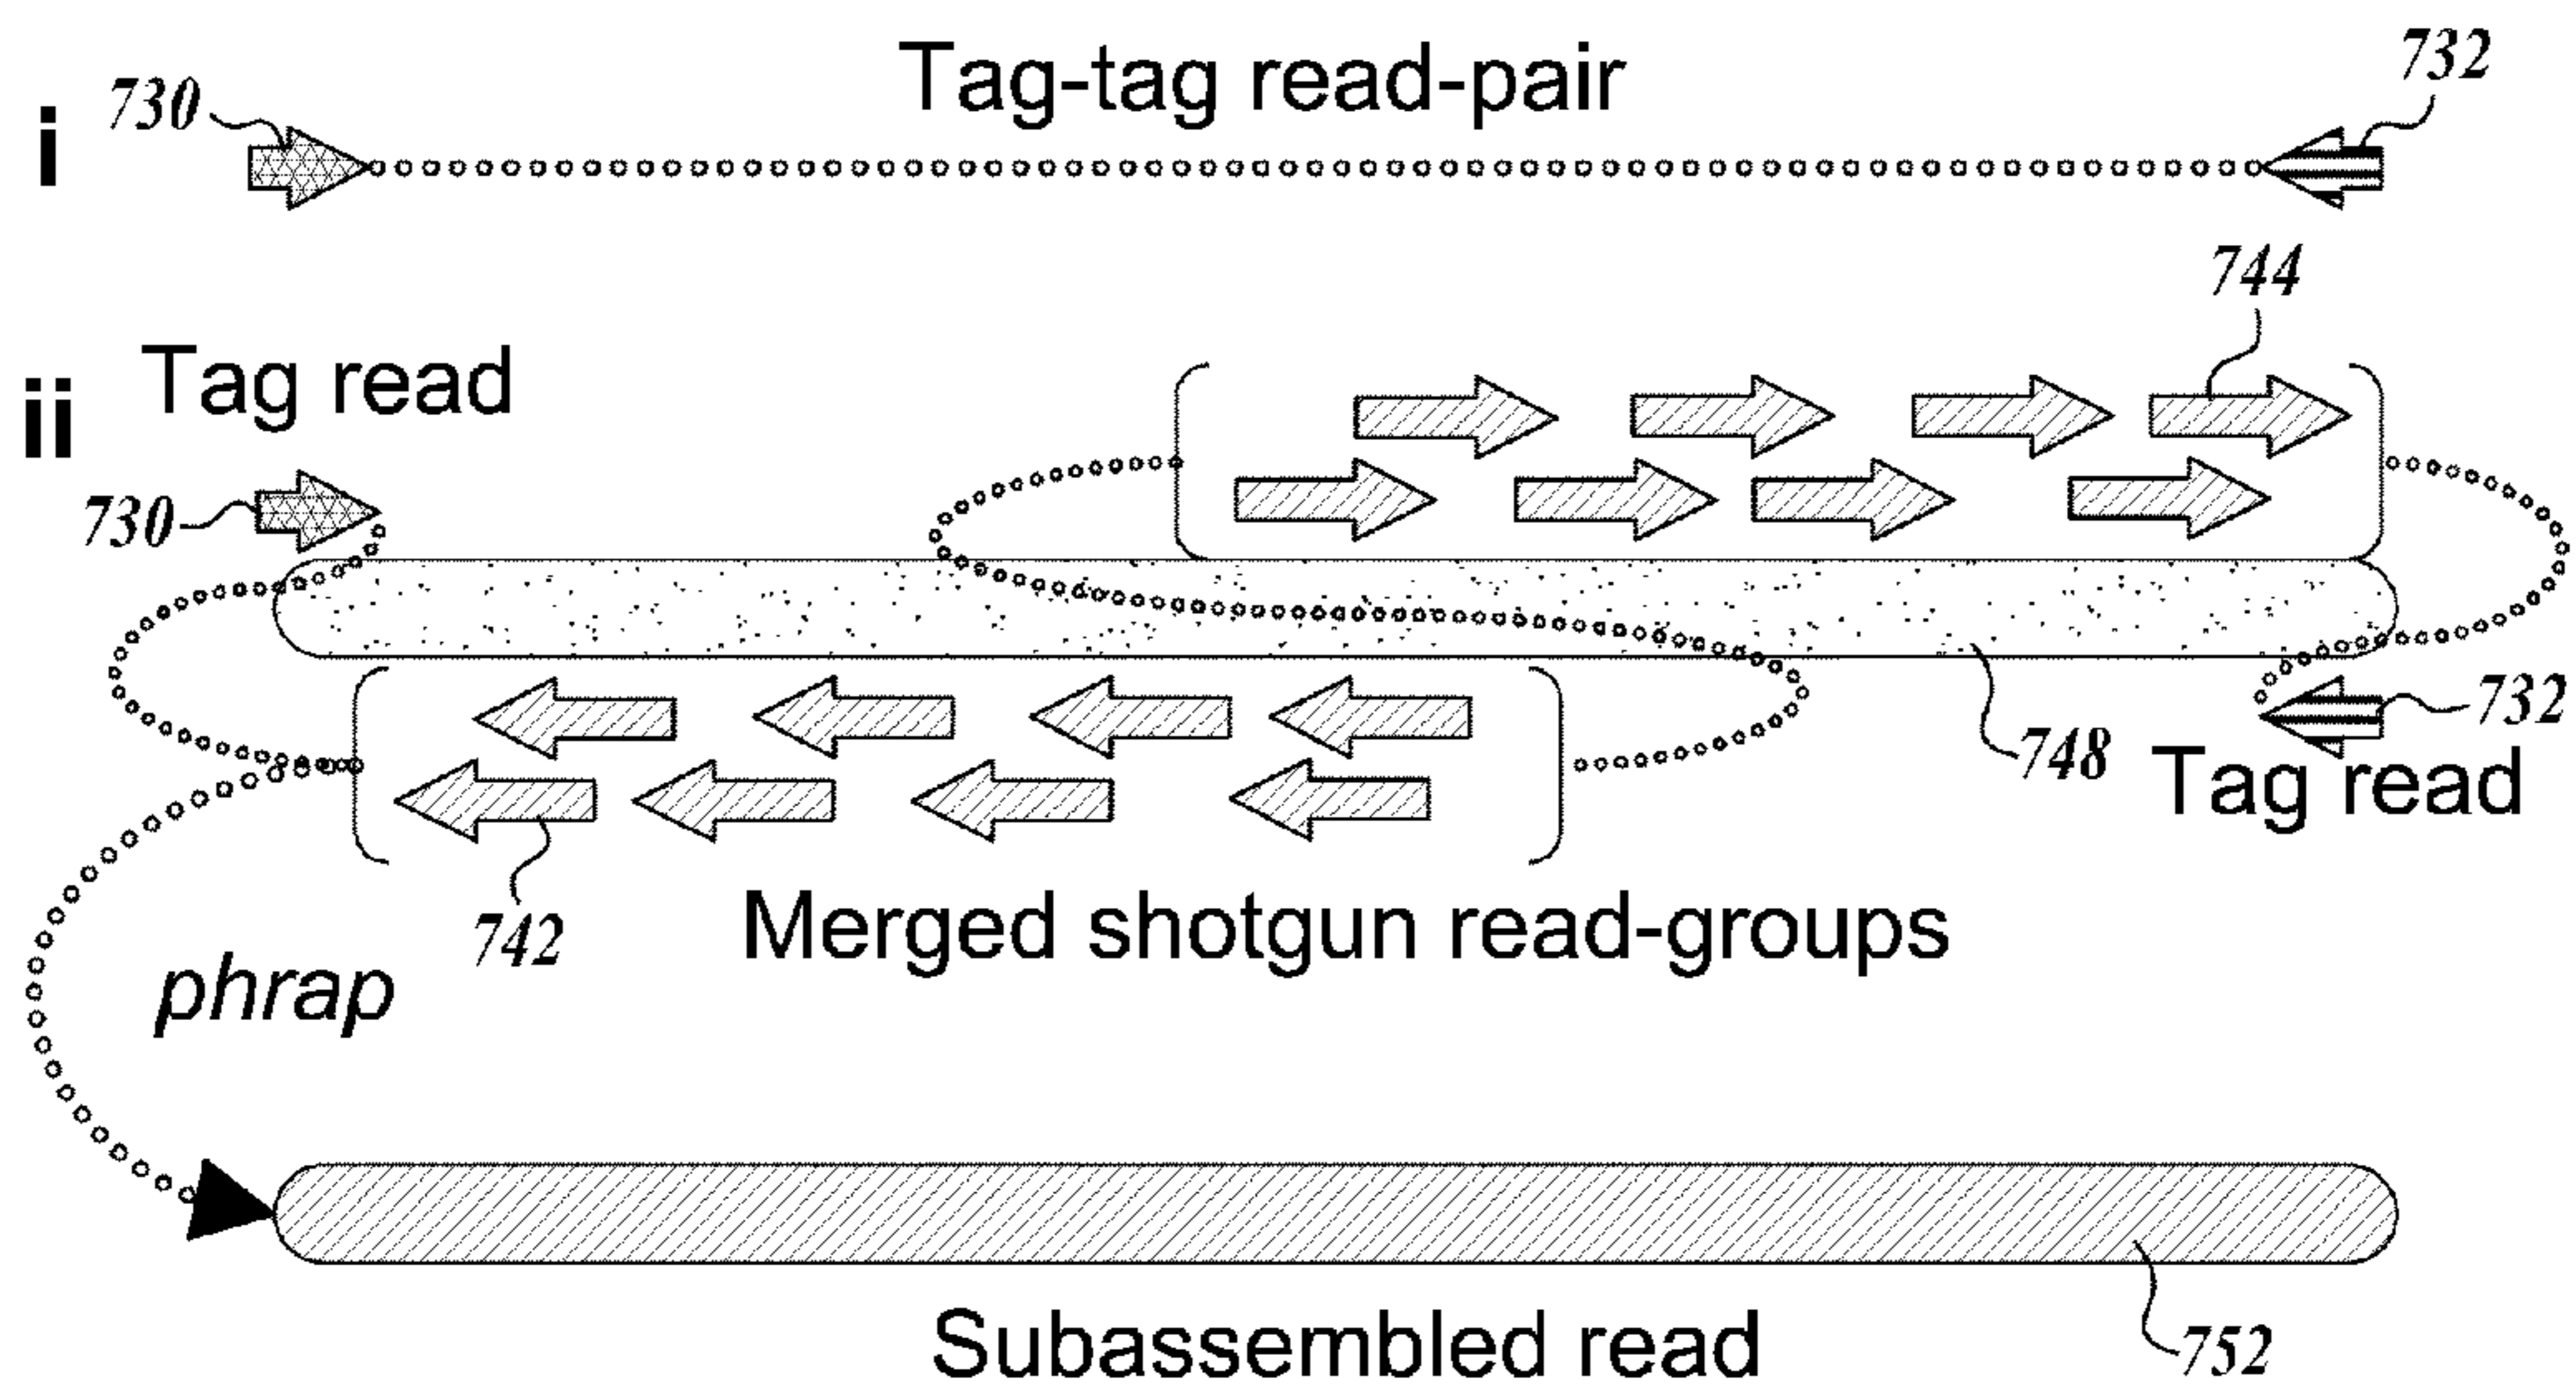 i
730
Tag-tag read-pair
732
744
ii
Tag read
730
748
732
Tag read
742
Merged shotgun read-groups
phrap
Subassembled read
752